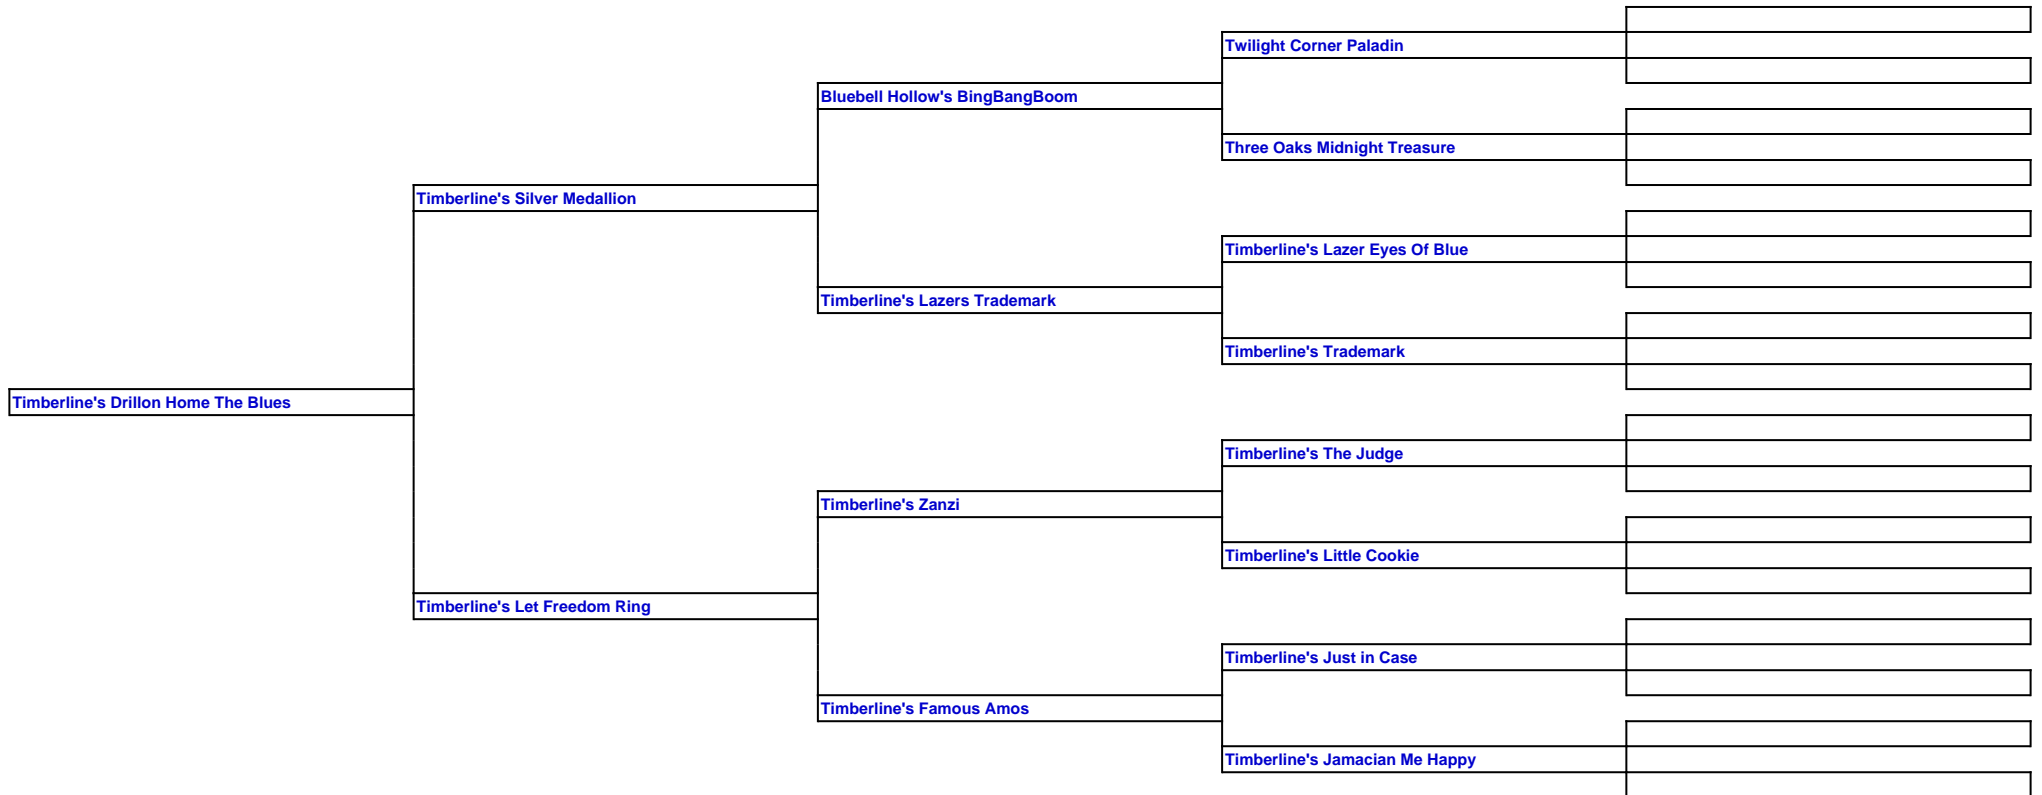 Twilight Corner Paladin
Bluebell Hollow's BingBangBoom
Three Oaks Midnight Treasure
Timberline's Silver Medallion
Timberline's Lazer Eyes Of Blue
Timberline's Lazers Trademark
Timberline's Trademark
Timberline's Drillon Home The Blues
Timberline's The Judge
Timberline's Zanzi
Timberline's Little Cookie
Timberline's Let Freedom Ring
Timberline's Just in Case
Timberline's Famous Amos
Timberline's Jamacian Me Happy